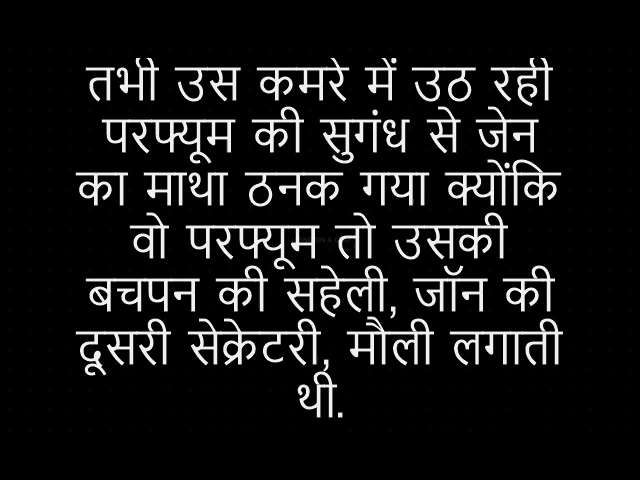 तभी उस कमरे में उठ रही
परफ्यूम की सुगंध से जेन
का माथा ठनक गया क्योंकि
वो परफ्यूम तो उसकी
बचपन की सहेली, जॉन की
दूसरी सेक्रेटरी, मौली लगाती
थी.